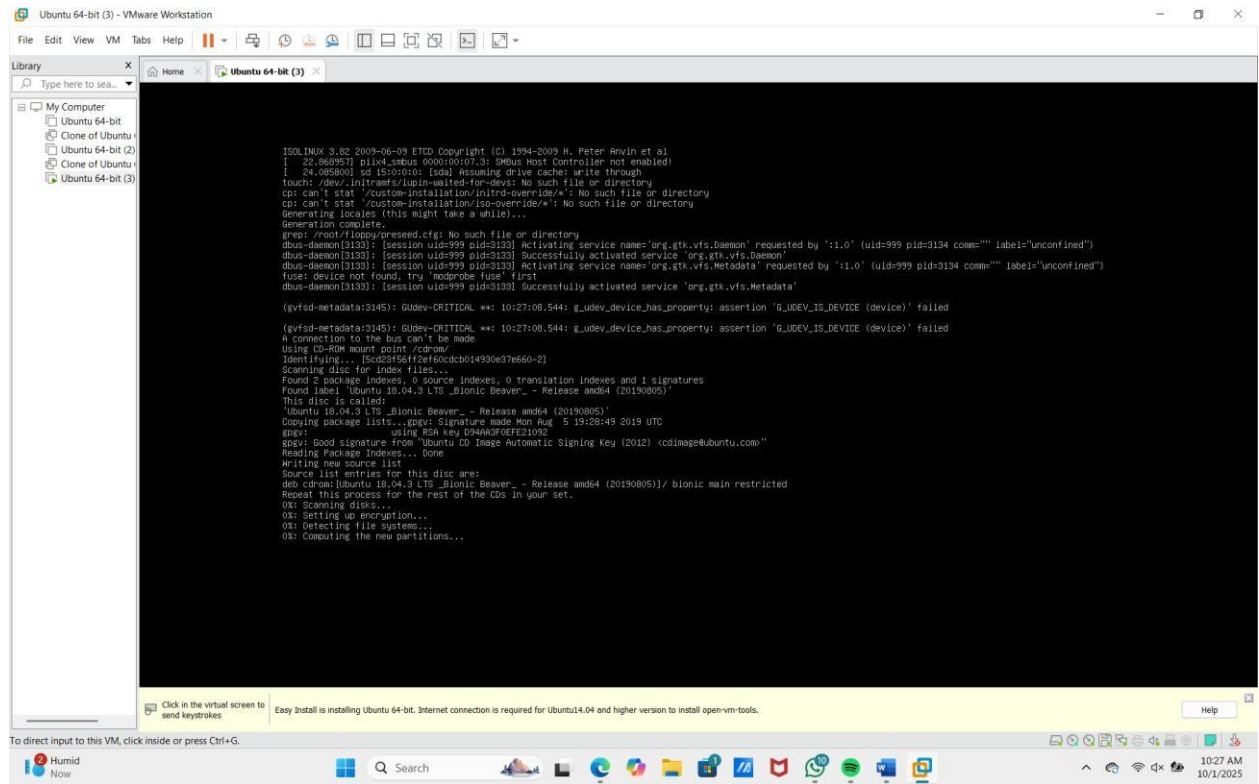 Ubuntu 64-bit (3) - VMware Workstation
File Edit View VM Tabs Help
Library X
Home
Ubuntu 64-bit (3)
Type here to sea...
My Computer
Ubuntu 64-bit
Clone of Ubuntu
Ubuntu 64-bit (2)
Clone of Ubuntu
Ubuntu 64-bit (3)
ISOLINUX 3.82 2009-06-09 ETCD Copyright (C) 1994-2009 H. Peter Anvin et al
[ 22.868957] piix4_smbus 0000:00:07.3: SMBus Host Controller not enabled!
[ 24.085800] sd 15:0:0:0: [sda] Assuming drive cache: write through
touch: /dev/.initramfs/lupin-waited-for-devs: No such file or directory
cp: can't stat '/custom-installation/initrd-override/*': No such file or directory
cp: can't stat '/custom-installation/iso-override/*': No such file or directory
Generating locales (this might take a while)...
Generation complete.
grep: /root/floppy/preseed.cfg: No such file or directory
dbus-daemon[3133]: [session uid=999 pid=3133] Activating service name='org.gtk.vfs.Daemon' requested by ':1.0' (uid=999 pid=3134 comm="" label="unconfined")
dbus-daemon[3133]: [session uid=999 pid=3133] Successfully activated service 'org.gtk.vfs.Daemon'
dbus-daemon[3133]: [session uid=999 pid=3133] Activating service name='org.gtk.vfs.Metadata' requested by ':1.0' (uid=999 pid=3134 comm="" label="unconfined")
fuse: device not found, try 'modprobe fuse' first
dbus-daemon[3133]: [session uid=999 pid=3133] Successfully activated service 'org.gtk.vfs.Metadata'
(gvfsd-metadata:3145): GUdev-CRITICAL **: 10:27:08.544: g_udev_device_has_property: assertion 'G_UDEV_IS_DEVICE (device)' failed
(gvfsd-metadata:3145): GUdev-CRITICAL **: 10:27:08.544: g_udev_device_has_property: assertion 'G_UDEV_IS_DEVICE (device)' failed
A connection to the bus can't be made
Using CD-ROM mount point /cdrom/
Identifying... [5cd23f56ff2ef60cdcb014930e37e660-2]
Scanning disc for index files...
Found 2 package indexes, 0 source indexes, 0 translation indexes and 1 signatures
Found label 'Ubuntu 18.04.3 LTS _Bionic Beaver_ - Release amd64 (20190805)'
This disc is called:
'Ubuntu 18.04.3 LTS _Bionic Beaver_ - Release amd64 (20190805)'
Copying package lists...gpgv: Signature made Mon Aug 5 19:28:49 2019 UTC
gpgv: using RSA key D94AA3F0EFE21092
gpgv: Good signature from "Ubuntu CD Image Automatic Signing Key (2012) <cdimage@ubuntu.com>"
Reading Package Indexes... Done
Writing new source list
Source list entries for this disc are:
deb cdrom:[Ubuntu 18.04.3 LTS _Bionic Beaver_ - Release amd64 (20190805)]/ bionic main restricted
Repeat this process for the rest of the CDs in your set.
0%: Scanning disks...
0%: Setting up encryption...
0%: Detecting file systems...
0%: Computing the new partitions...
Click in the virtual screen to send keystrokes
Easy Install is installing Ubuntu 64-bit. Internet connection is required for Ubuntu14.04 and higher version to install open-vm-tools.
Help
To direct input to this VM, click inside or press Ctrl+G.
2
Humid
Now
Search
10:27 AM